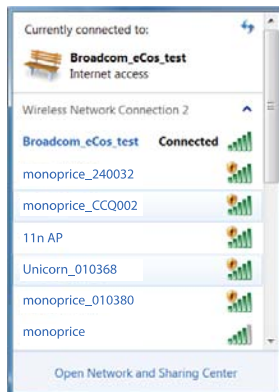 Currently connected to:
Broadcom_eCos_test
Internet access
Wireless Network Connection 2
Broadcom_eCos_test Connected
monoprice_240032
monoprice_CCQ002
11n AP
Unicorn_010368
monoprice_010380
monoprice
Open Network and Sharing Center